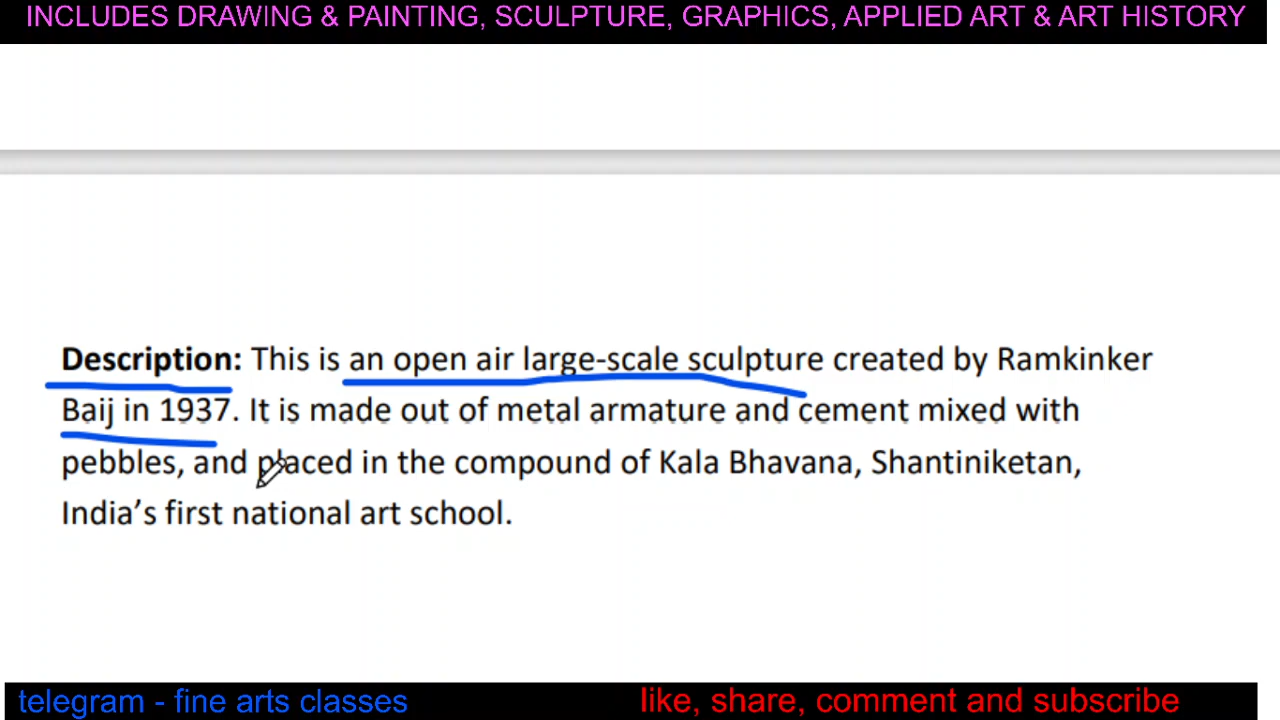 INCLUDES DRAWING & PAINTING, SCULPTURE, GRAPHICS, APPLIED ART & ART HISTORY
Description: This is an open air large-scale sculpture created by Ramkinker
Baij in 1937. It is made out of metal armature and cement mixed with
pebbles, and placed in the compound of Kala Bhavana, Shantiniketan,
India’s first national art school.
telegram - fine arts classes
like, share, comment and subscribe